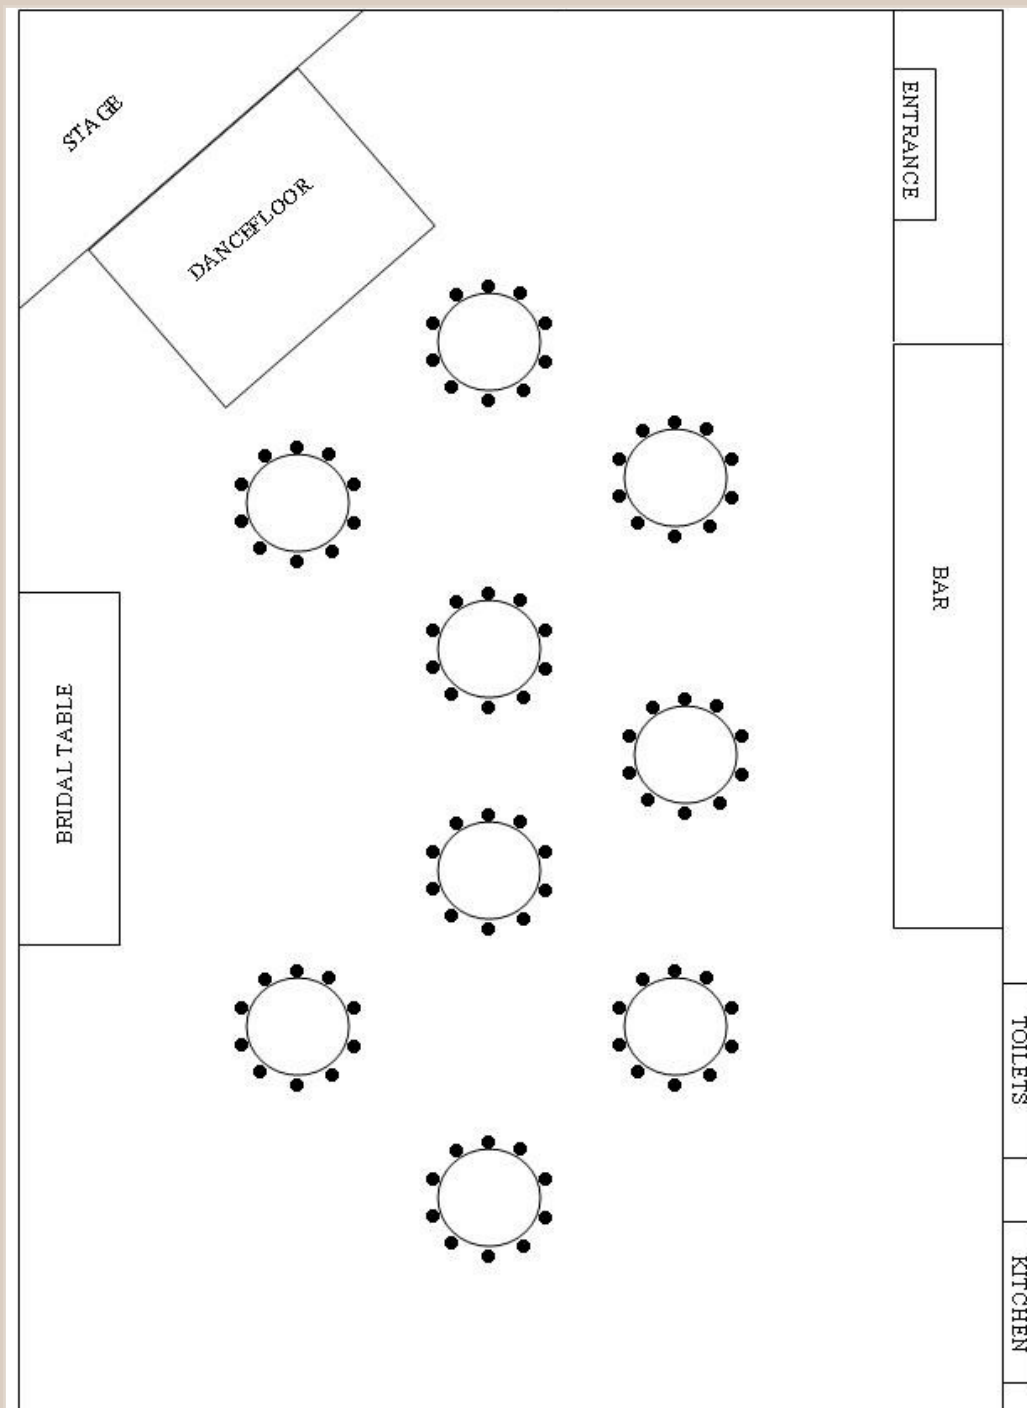 STAGE
DANCEFLOOR
ENTRANCE
BAR
BRIDAL TABLE
TOILETS
KITCHEN